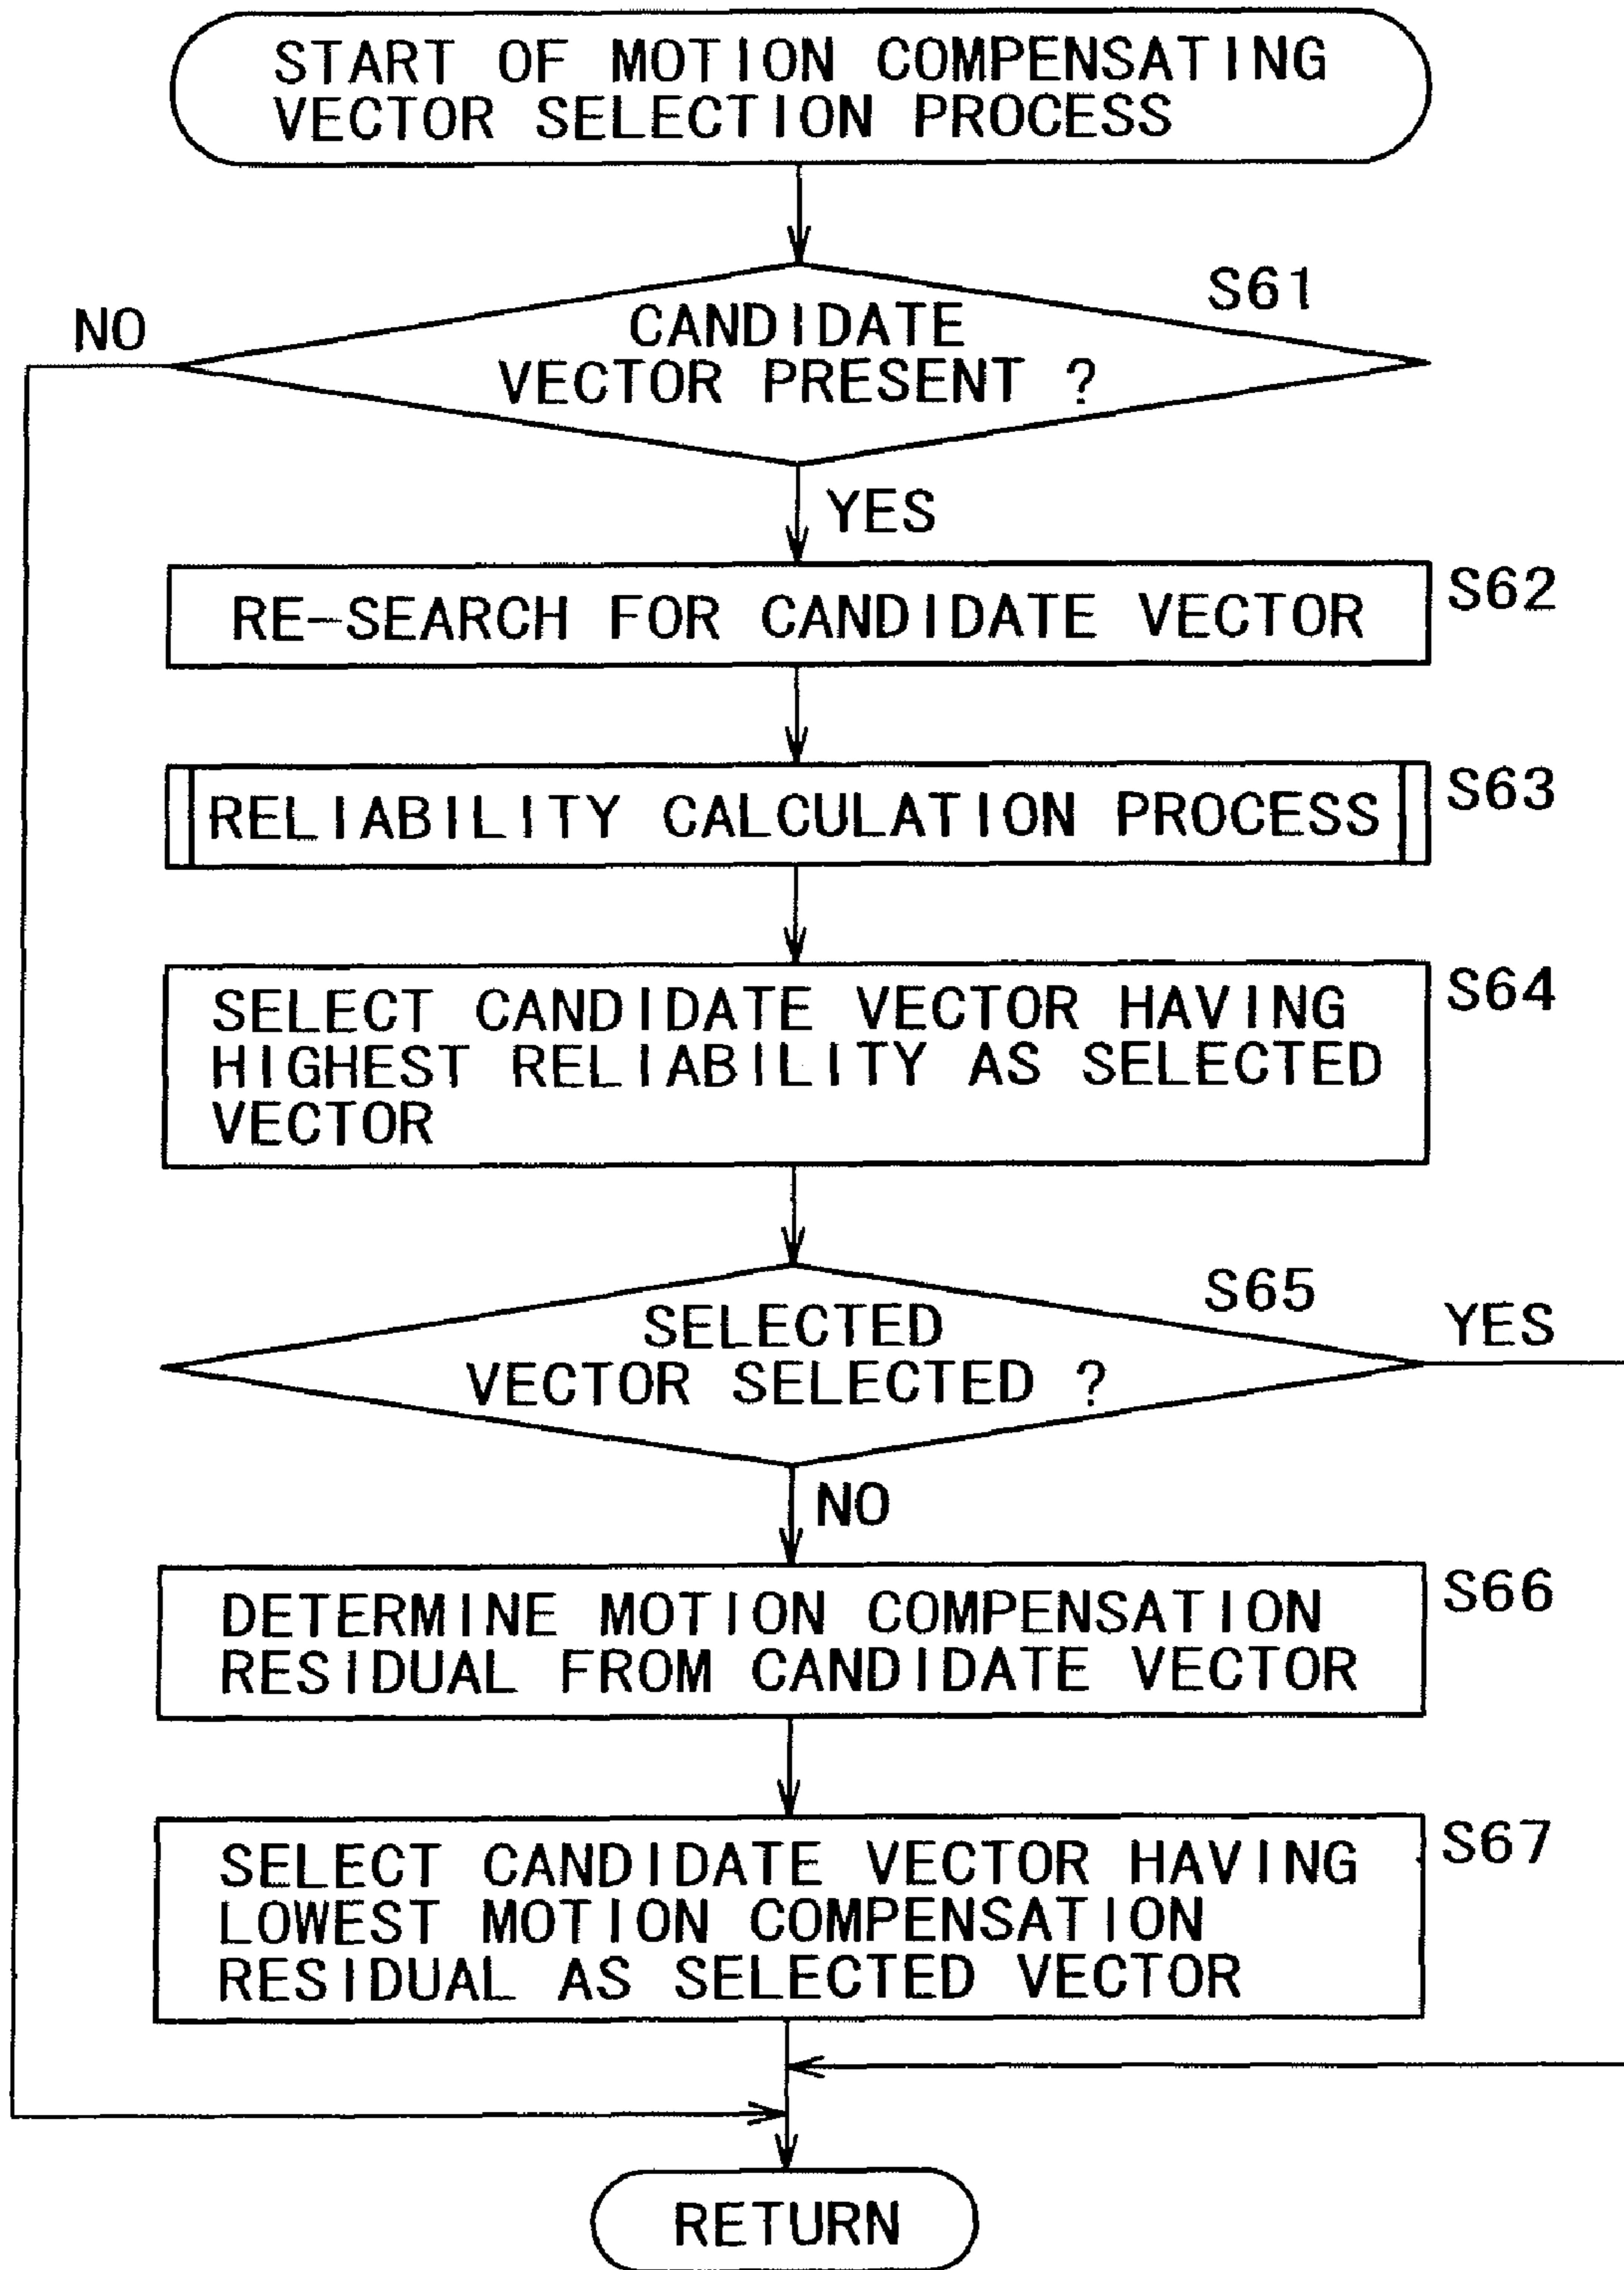 START OF MOTION COMPENSATING
VECTOR SELECTION PROCESS
S61
NO
CANDIDATE
VECTOR PRESENT ?
YES
S62
RE-SEARCH FOR CANDIDATE VECTOR
S63
RELIABILITY CALCULATION PROCESS
S64
SELECT CANDIDATE VECTOR HAVING
HIGHEST RELIABILITY AS SELECTED
VECTOR
S65
SELECTED
VECTOR SELECTED ?
YES
NO
S66
DETERMINE MOTION COMPENSATION
RESIDUAL FROM CANDIDATE VECTOR
S67
SELECT CANDIDATE VECTOR HAVING
LOWEST MOTION COMPENSATION
RESIDUAL AS SELECTED VECTOR
RETURN